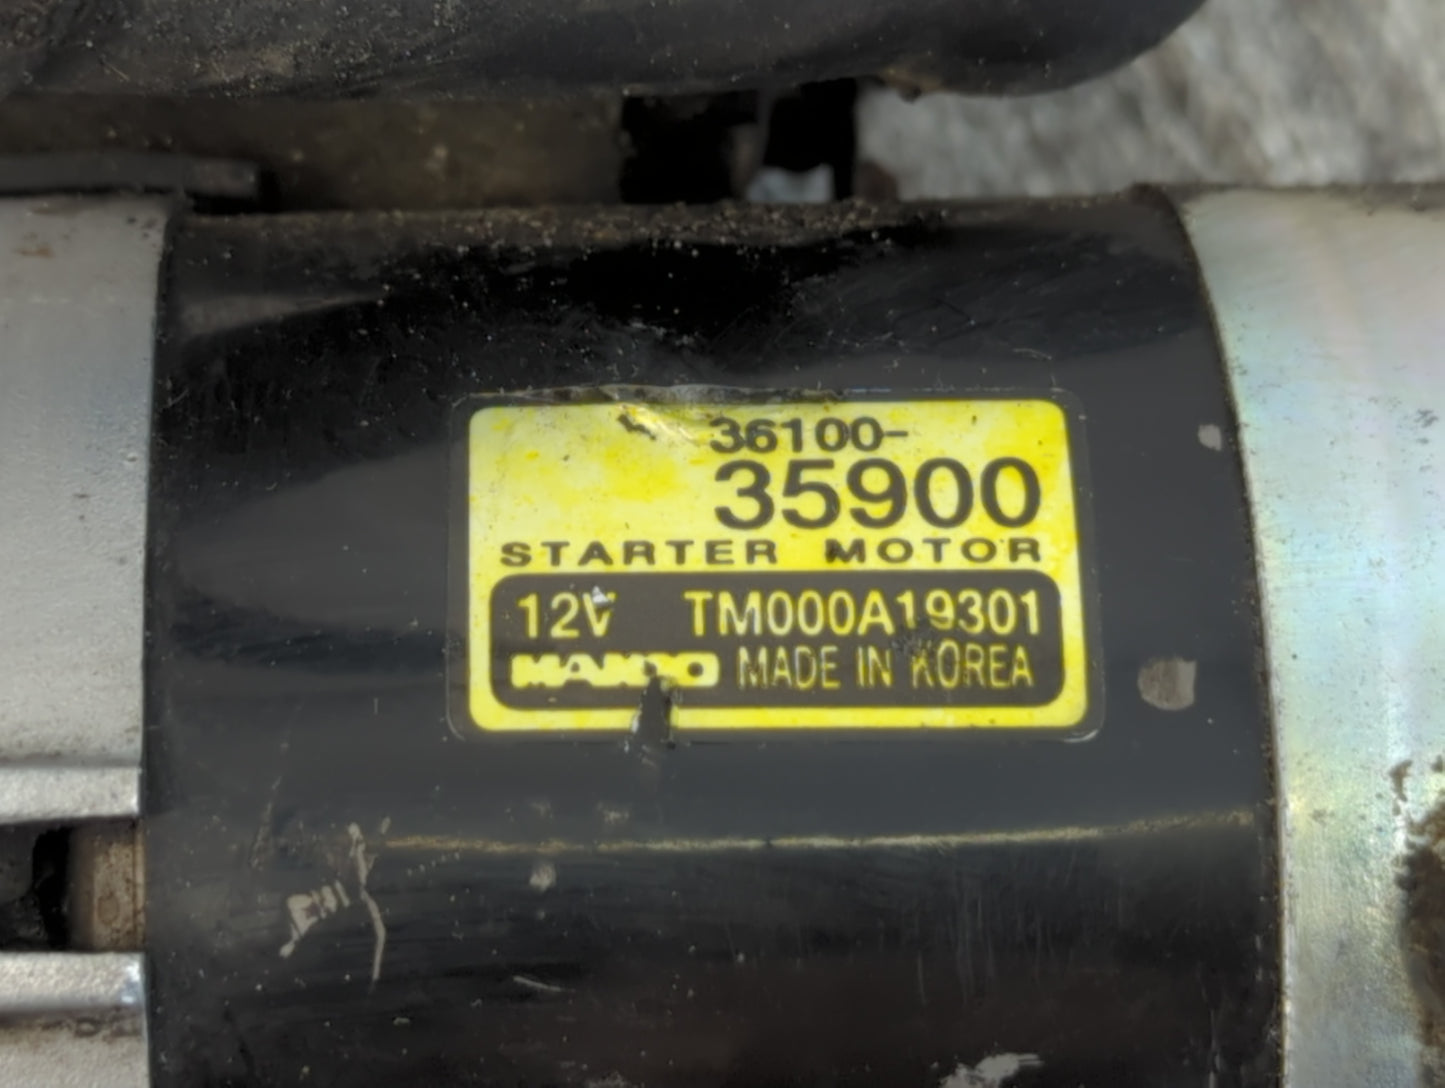 36100-
35900
STARTER MOTOR
12V TM000A19301
MANDO MADE IN KOREA